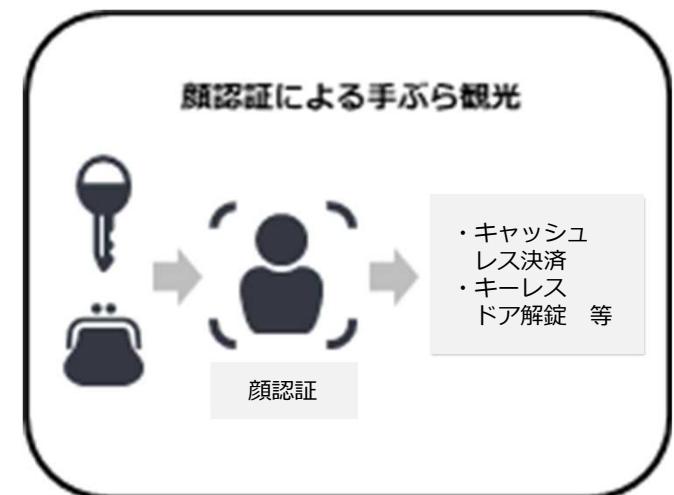 顔認証による手ぶら観光
・キャッシュ
レス決済
・キーレス
ドア解錠　等
顔認証